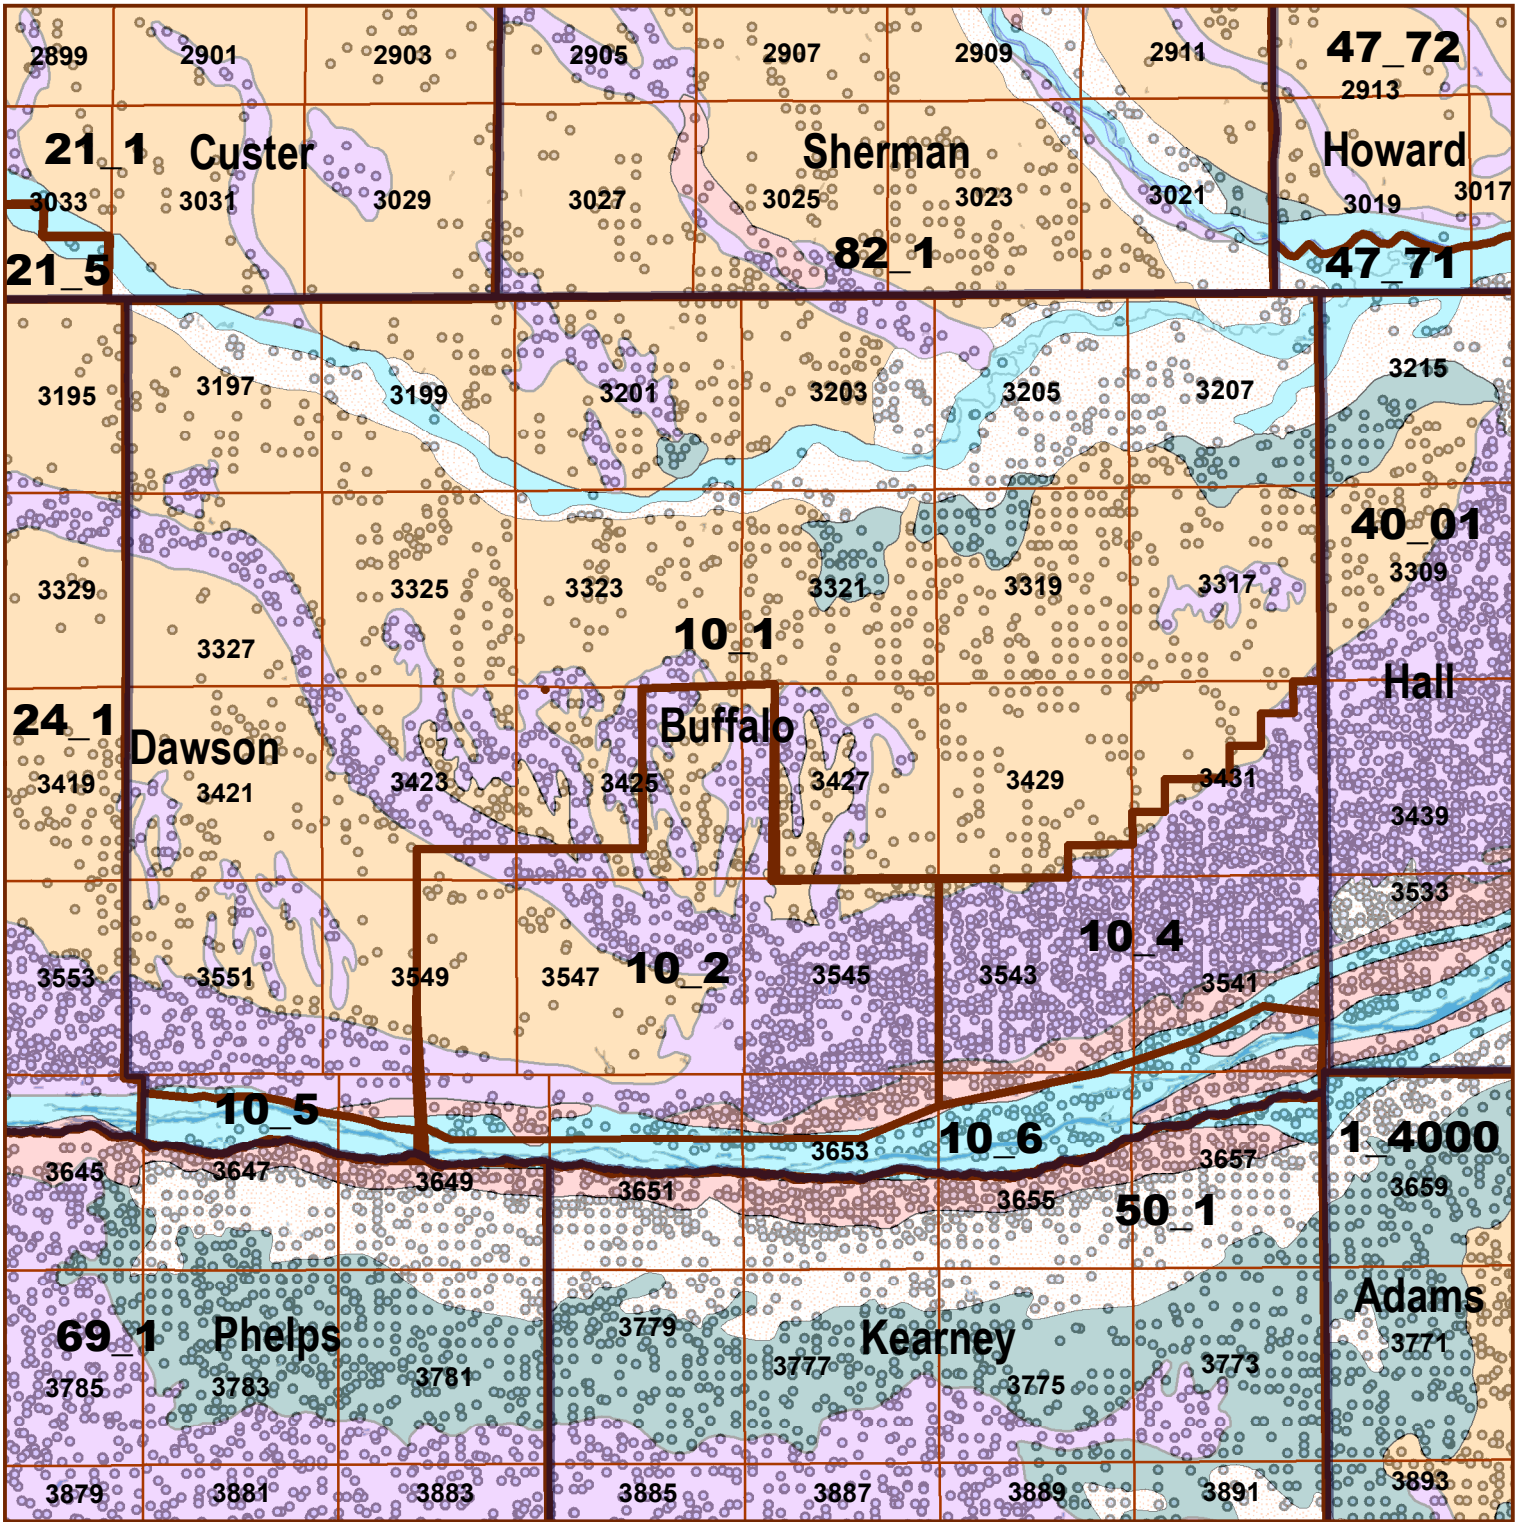 2899 2901 2903 2905 2907 2909 2911 47_72
2913
21_1 Custer Sherman Howard
3033 3031 3029 3027 3025 3023 3021 3019 3017
21_5 82_1 47_71
3195 3197 3199 3201 3203 3205 3207 3215
40_01
3329 3325 3323 3321 3319 3317 3309
3327 10_1
24_1 Dawson Buffalo Hall
3419 3421 3423 3425 3427 3429 3431 3439
3533
10_4
3553 3551 3549 3547 10_2 3545 3543 3541
10_5 3653 10_6 1_4000
3645 3647 3649 3651 3655 3657 3659
50_1
Adams
69_1 Phelps 3779 Kearney 3771
3785 3783 3781 3777 3775 3773
3879 3881 3883 3885 3887 3889 3891 3893